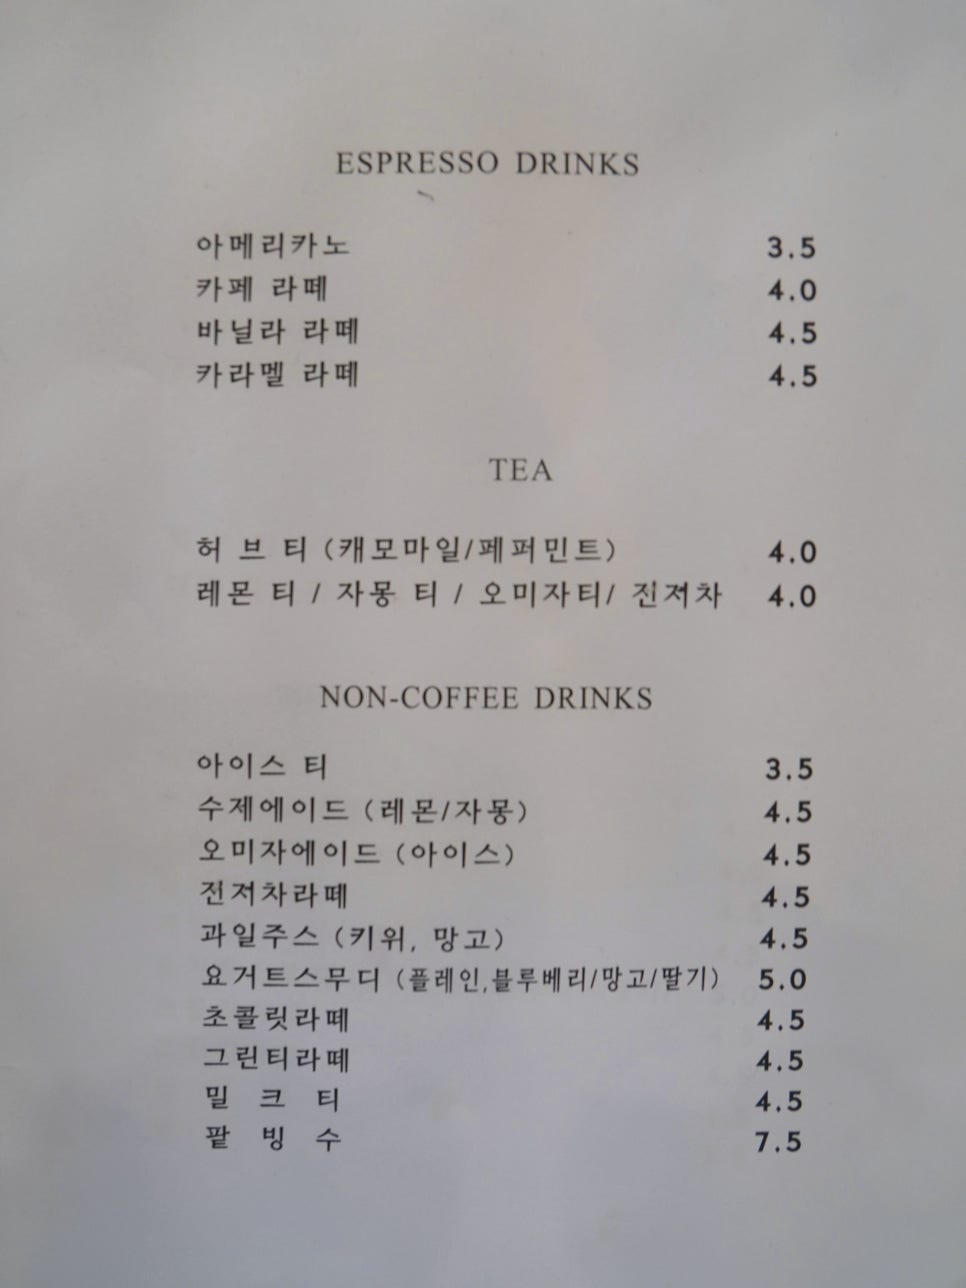 ESPRESSO DRINKS
아메리카노 3.5
카페 라떼 4.0
바닐라 라떼 4.5
카라멜 라떼 4.5
TEA
허 브 티 (캐모마일/페퍼민트) 4.0
레몬 티 / 자몽 티 / 오미자티/ 진져차 4.0
NON-COFFEE DRINKS
아이스 티 3.5
수제에이드 (레몬/자몽) 4.5
오미자에이드 (아이스) 4.5
진져차라떼 4.5
과일주스 (키위, 망고) 4.5
요거트스무디 (플레인,블루베리/망고/딸기) 5.0
초콜릿라떼 4.5
그린티라떼 4.5
밀 크 티 4.5
팥 빙 수 7.5